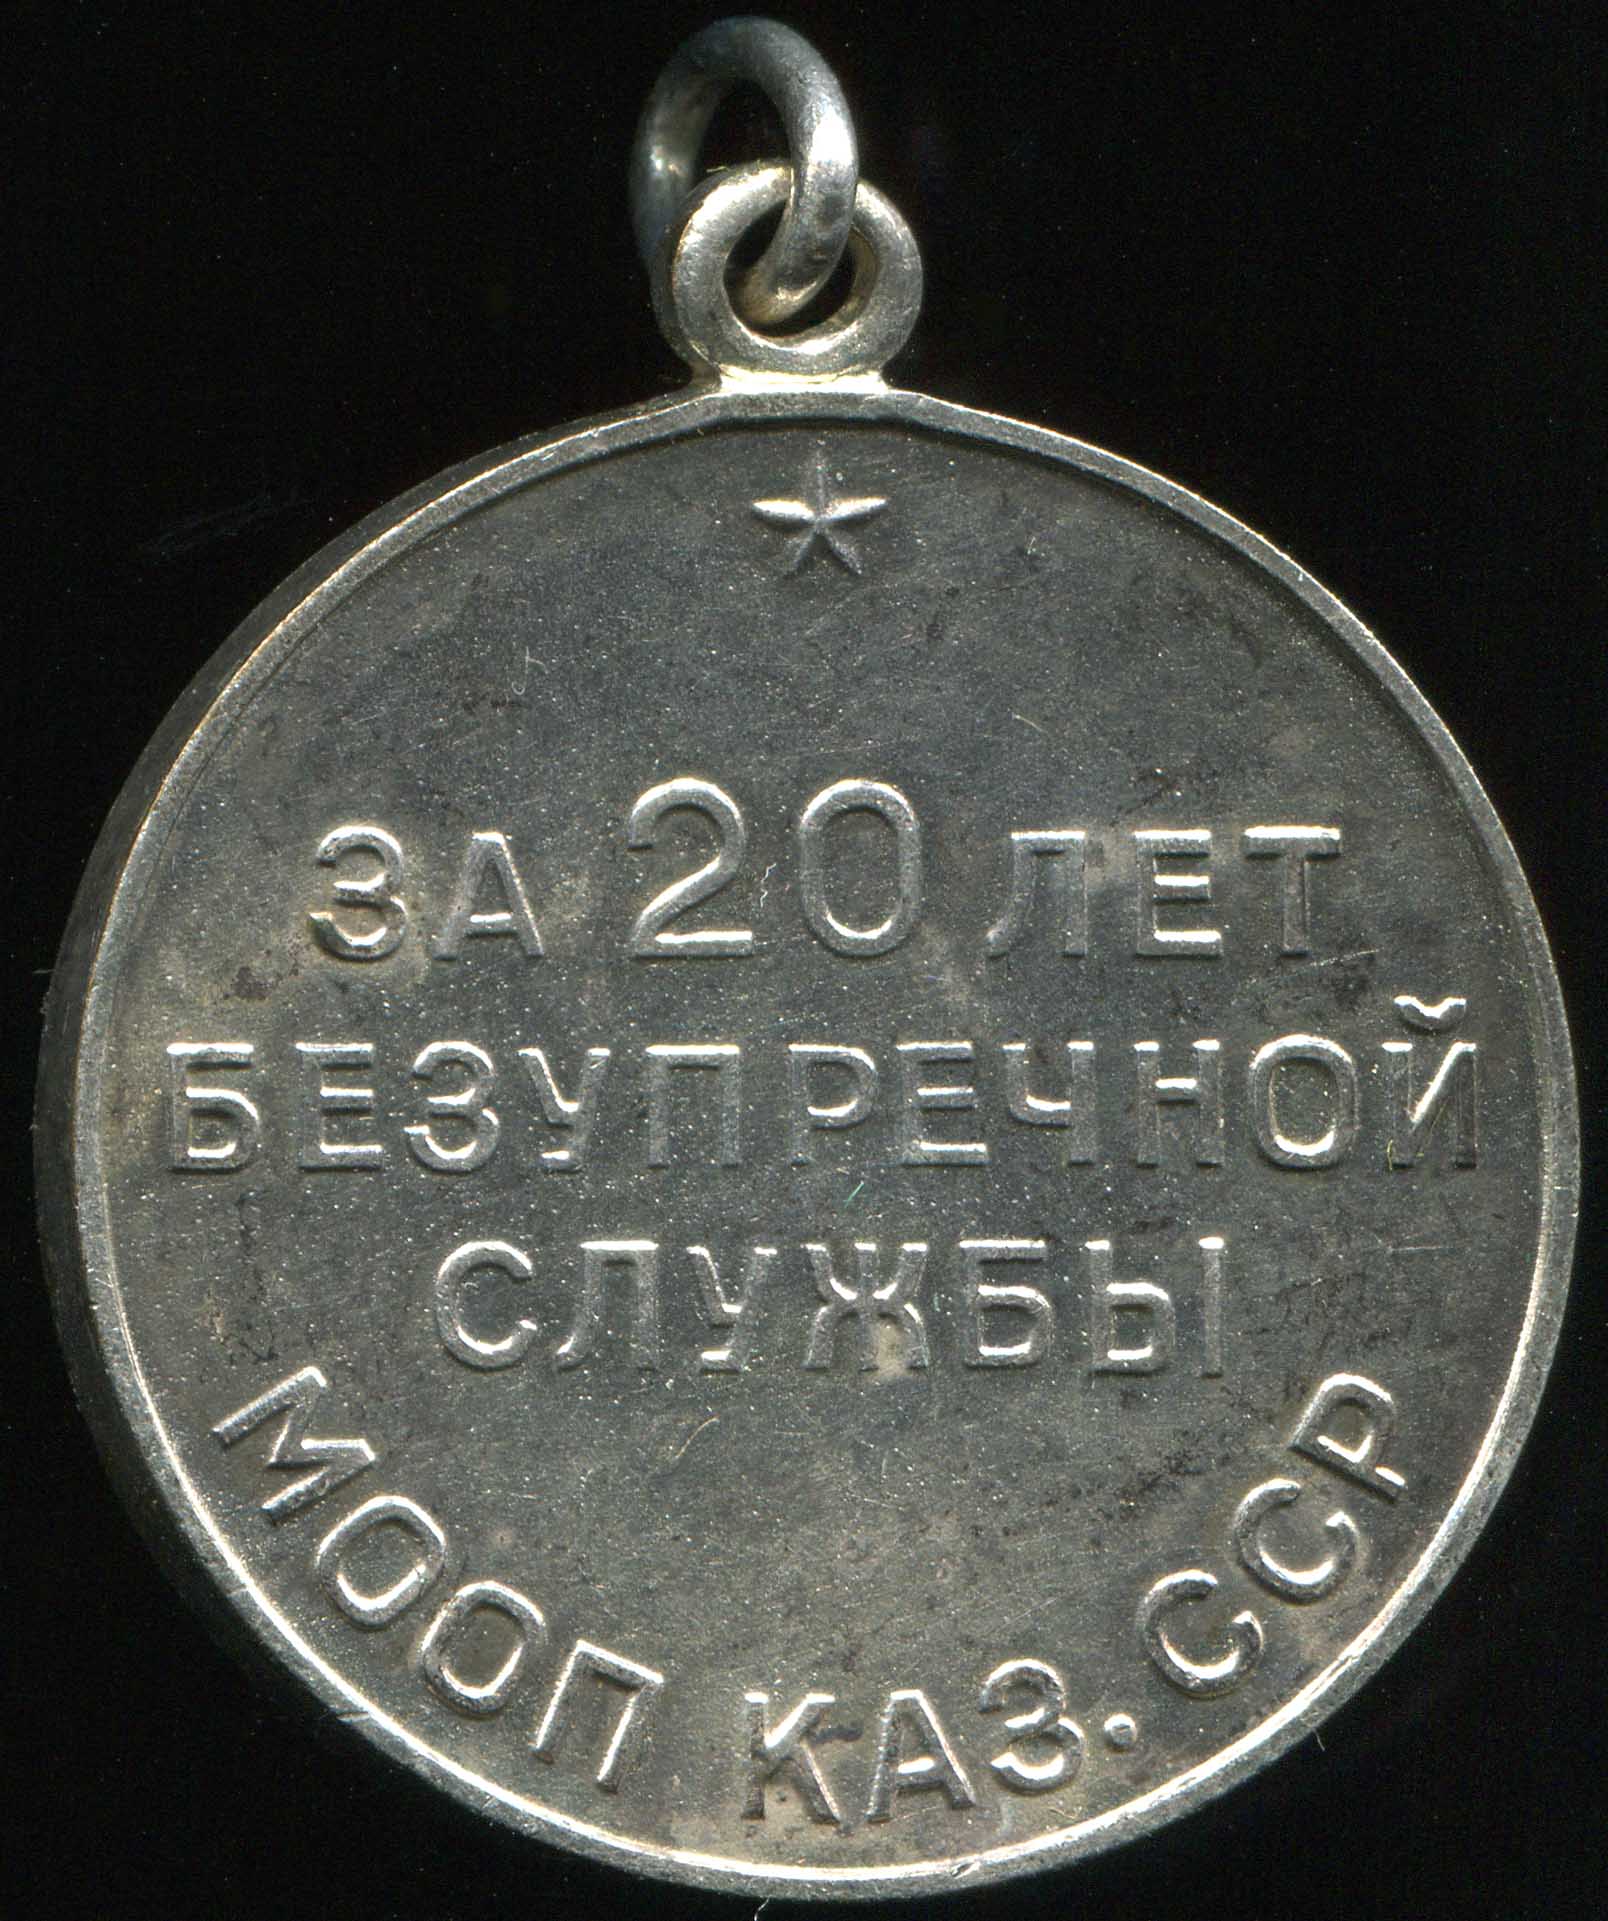 ЗА 20 ЛЕТ
БЕЗУПРЕЧНОЙ
СЛУЖБЫ
МООП КАЗ. ССР